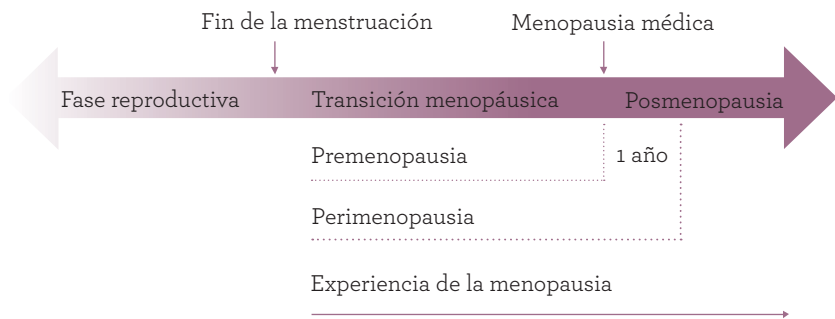 Fin de la menstruación
Menopausia médica
Fase reproductiva
Transición menopáusica
Posmenopausia
Premenopausia
1 año
Perimenopausia
Experiencia de la menopausia